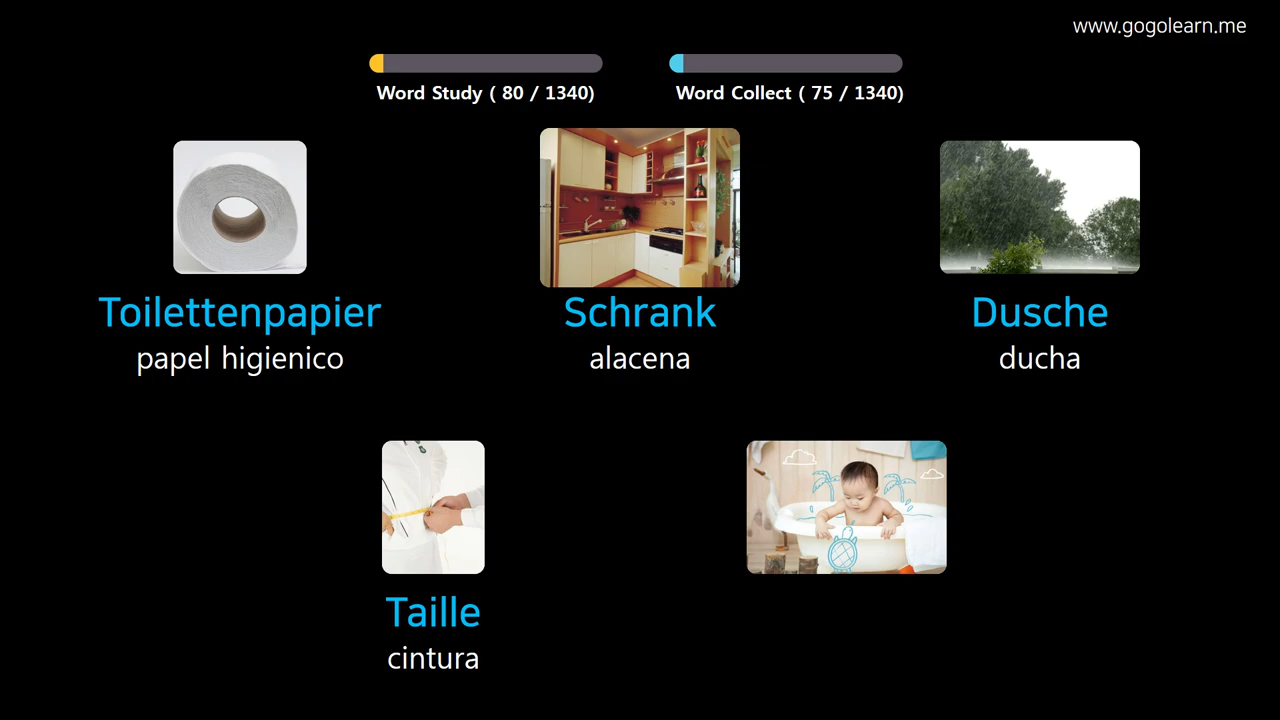 www.gogolearn.me
Word Study ( 80 / 1340)
Word Collect ( 75 / 1340)
Toilettenpapier
papel higienico
Schrank
alacena
Dusche
ducha
Taille
cintura